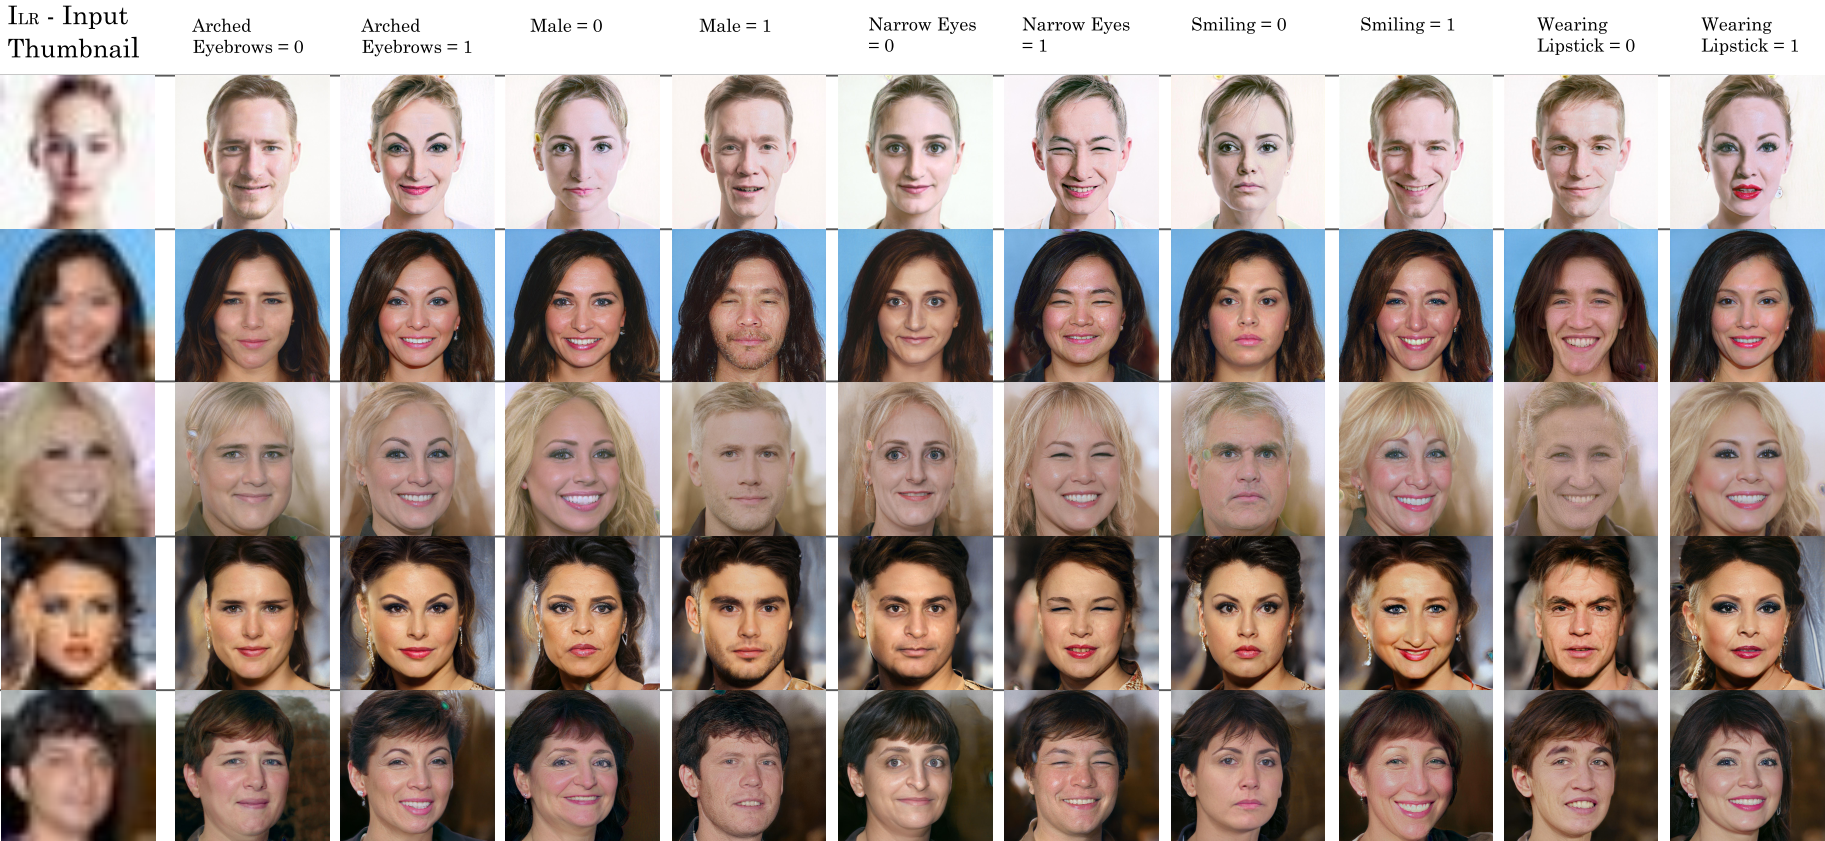 ILR - Input
Thumbnail
Arched
Eyebrows = 0
Arched
Eyebrows = 1
Male = 0
Male = 1
Narrow Eyes
= 0
Narrow Eyes
= 1
Smiling = 0
Smiling = 1
Wearing
Lipstick = 0
Wearing
Lipstick = 1